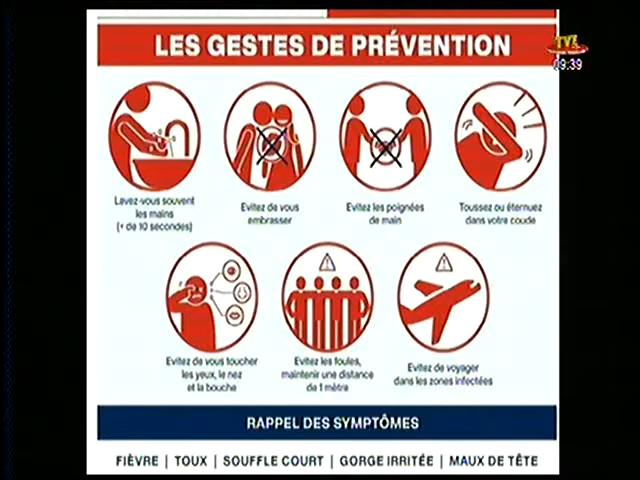 LES GESTES DE PRÉVENTION
TVT
09:39
Lavez-vous souvent
les mains
(+ de 10 secondes)
Evitez de vous
embrasser
Evitez les poignées
de main
Toussez ou éternuez
dans votre coude
Evitez de vous toucher
les yeux, le nez
et la bouche
Evitez les foules,
maintenir une distance
de 1 mètre
Evitez de voyager
dans les zones infectées
RAPPEL DES SYMPTÔMES
FIÈVRE | TOUX | SOUFFLE COURT | GORGE IRRITÉE | MAUX DE TÊTE